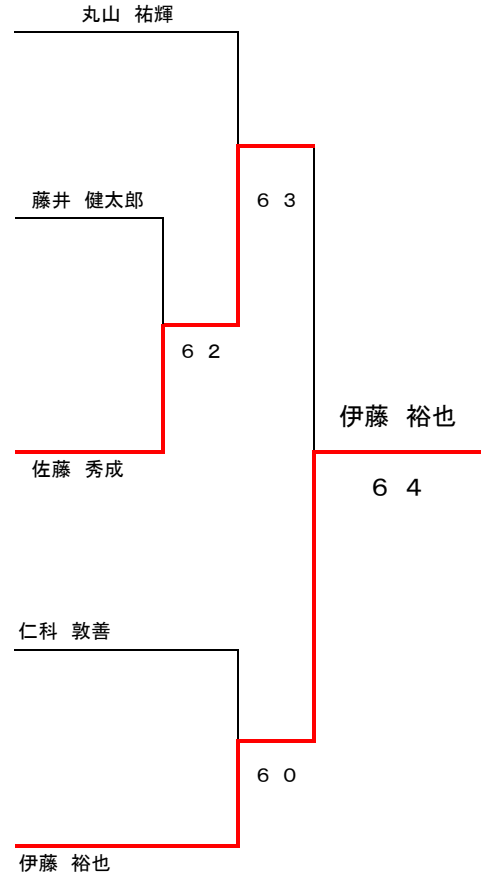 丸山 祐輝
藤井 健太郎
６ ３
６ ２
伊藤 裕也
佐藤 秀成
６ ４
仁科 敦善
６ ０
伊藤 裕也